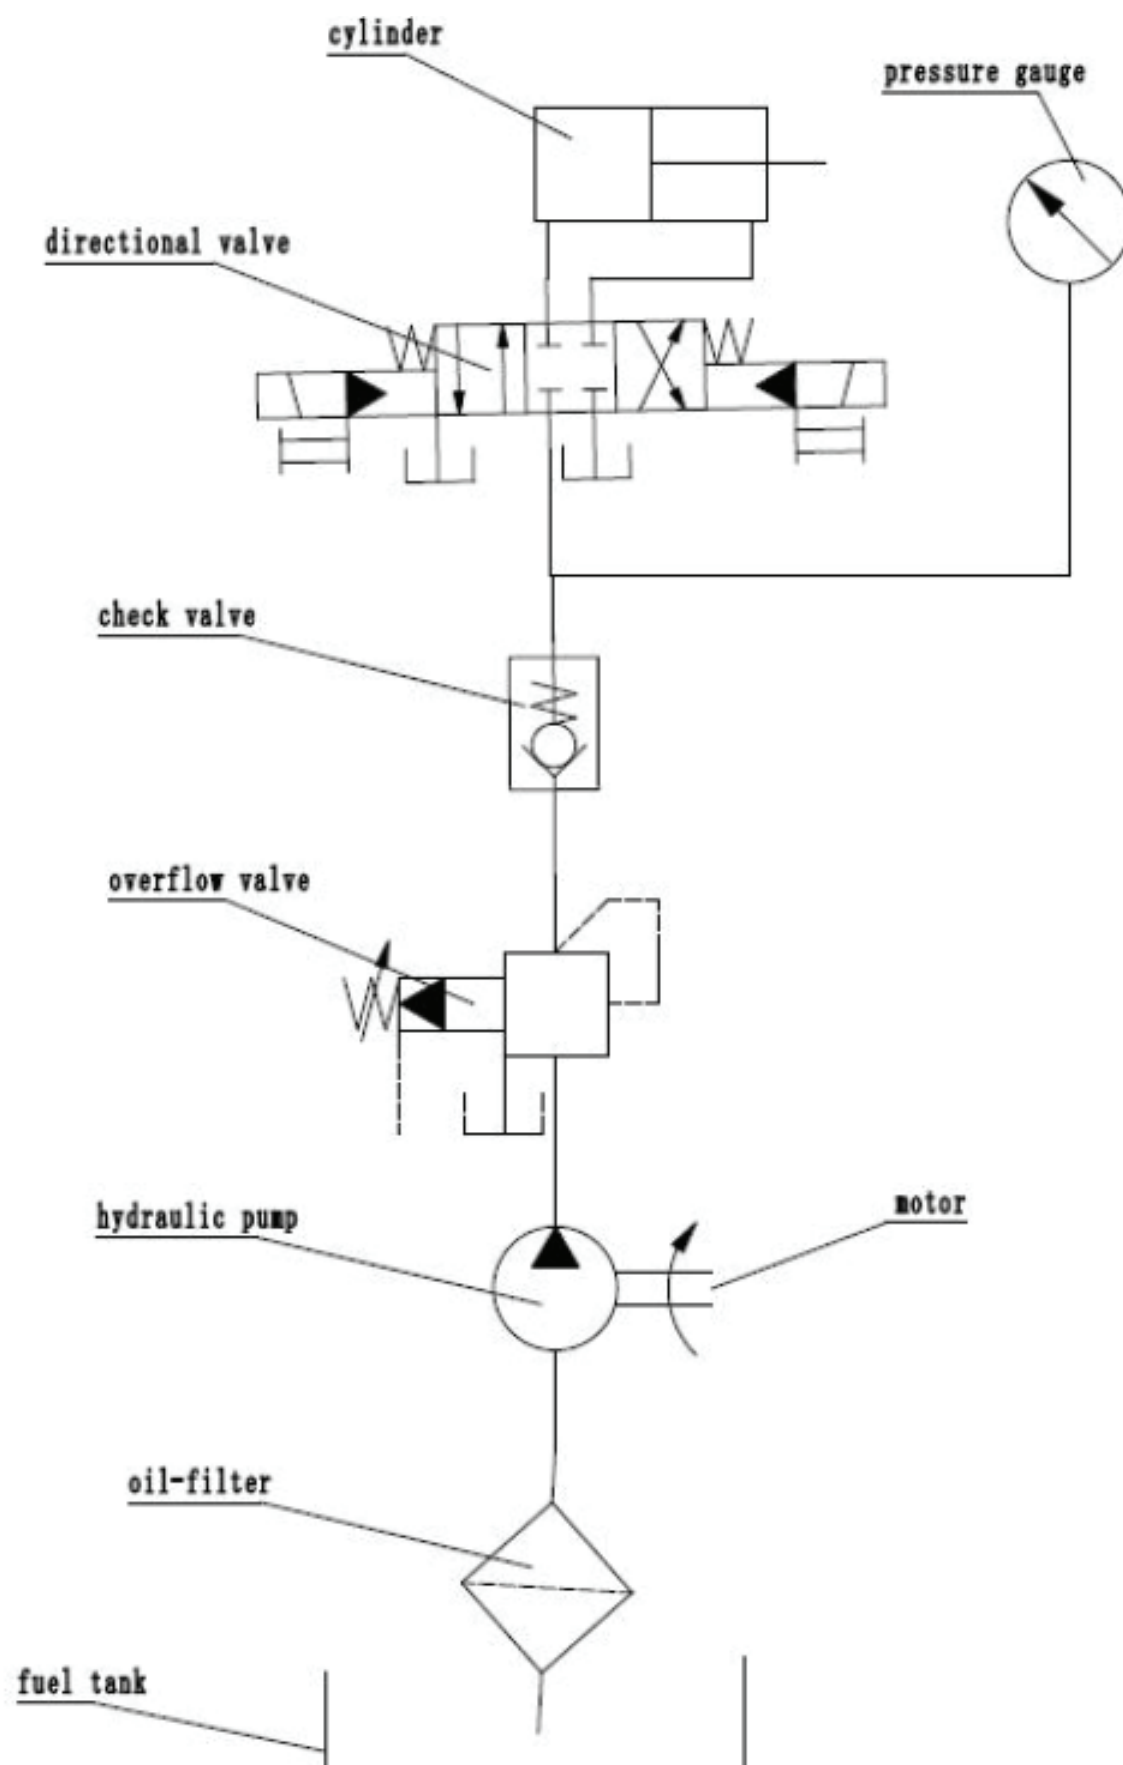 cylinder
pressure gauge
directional valve
check valve
overflow valve
hydraulic pump
motor
oil-filter
fuel tank